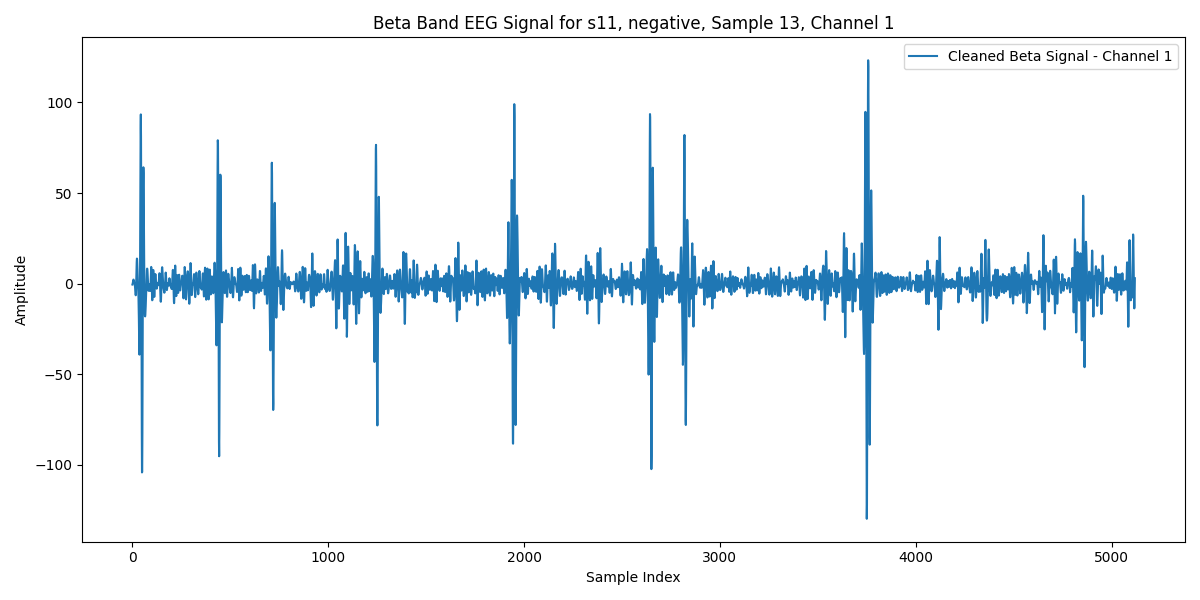 Beta Band EEG Signal for s11, negative, Sample 13, Channel 1
Cleaned Beta Signal - Channel 1
Amplitude
100
50
0
−50
−100
0 1000 2000 3000 4000 5000
Sample Index